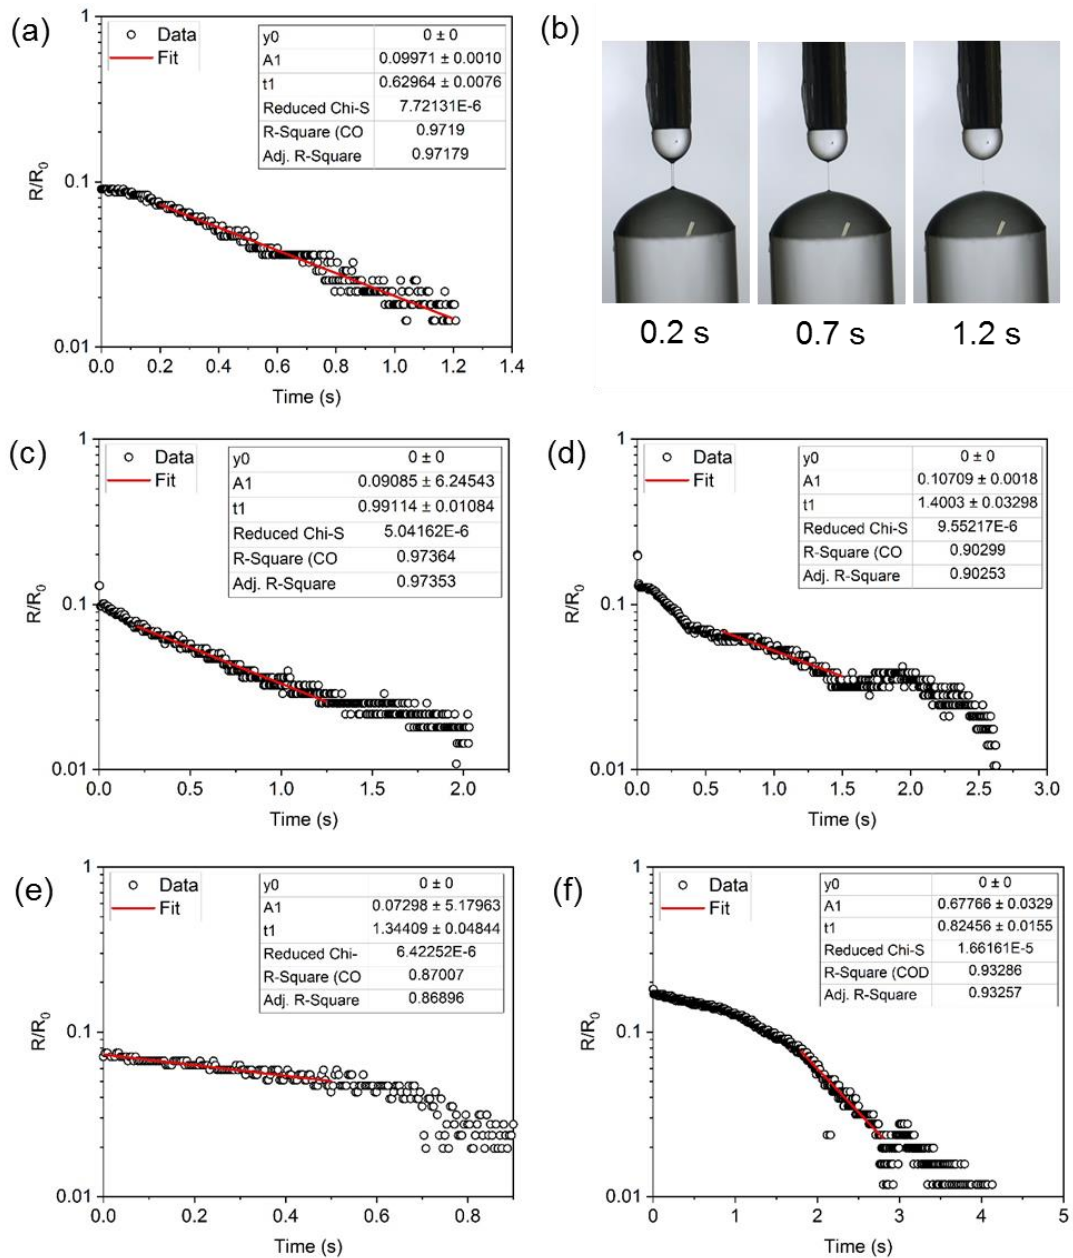 (a)
1
Data
Fit
y0 0 ± 0
A1 0.09971 ± 0.0010
t1 0.62964 ± 0.0076
Reduced Chi-S 7.72131E-6
R-Square (CO 0.9719
Adj. R-Square 0.97179
R/R0
0.1
0.01
0.0 0.2 0.4 0.6 0.8 1.0 1.2 1.4
Time (s)
(b)
0.2 s 0.7 s 1.2 s
(c)
1
Data
Fit
y0 0 ± 0
A1 0.09085 ± 6.24543
t1 0.99114 ± 0.01084
Reduced Chi-S 5.04162E-6
R-Square (CO 0.97364
Adj. R-Square 0.97353
R/R0
0.1
0.01
0.0 0.5 1.0 1.5 2.0
Time (s)
(d)
1
Data
Fit
y0 0 ± 0
A1 0.10709 ± 0.0018
t1 1.4003 ± 0.03298
Reduced Chi-S 9.55217E-6
R-Square (CO 0.90299
Adj. R-Square 0.90253
R/R0
0.1
0.01
0.0 0.5 1.0 1.5 2.0 2.5 3.0
Time (s)
(e)
1
Data
Fit
y0 0 ± 0
A1 0.07298 ± 5.17963
t1 1.34409 ± 0.04844
Reduced Chi- 6.42252E-6
R-Square (CO 0.87007
Adj. R-Square 0.86896
R/R0
0.1
0.01
0.0 0.2 0.4 0.6 0.8
Time (s)
(f)
1
Data
Fit
y0 0 ± 0
A1 0.67766 ± 0.0329
t1 0.82456 ± 0.0155
Reduced Chi-S 1.66161E-5
R-Square (COD 0.93286
Adj. R-Square 0.93257
R/R0
0.1
0.01
0 1 2 3 4 5
Time (s)